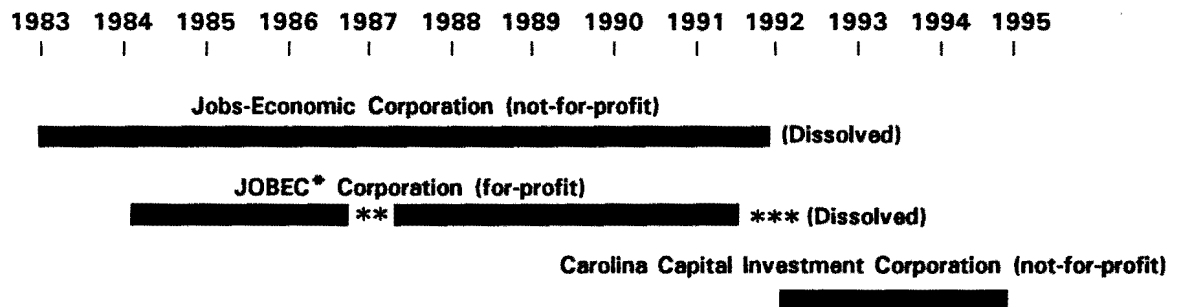 1983 1984 1985 1986 1987 1988 1989 1990 1991 1992 1993 1994 1995
Jobs-Economic Corporation (not-for-profit)
(Dissolved)
JOBEC* Corporation (for-profit)
** *** (Dissolved)
Carolina Capital Investment Corporation (not-for-profit)